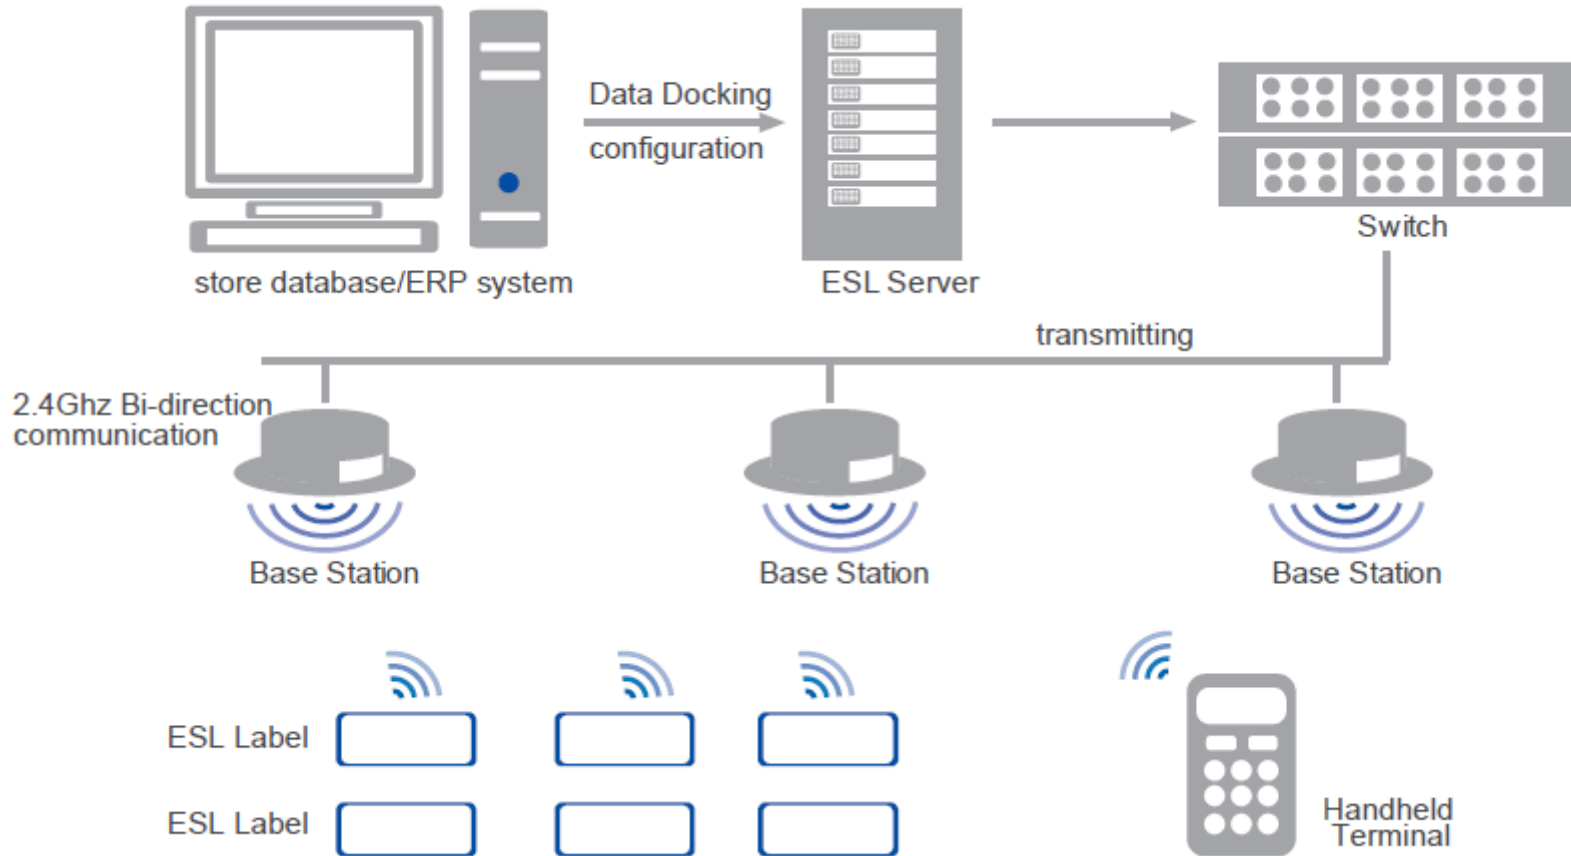 Data Docking
configuration
store database/ERP system
ESL Server
Switch
transmitting
2.4Ghz Bi-direction
communication
Base Station
Base Station
Base Station
ESL Label
ESL Label
Handheld
Terminal